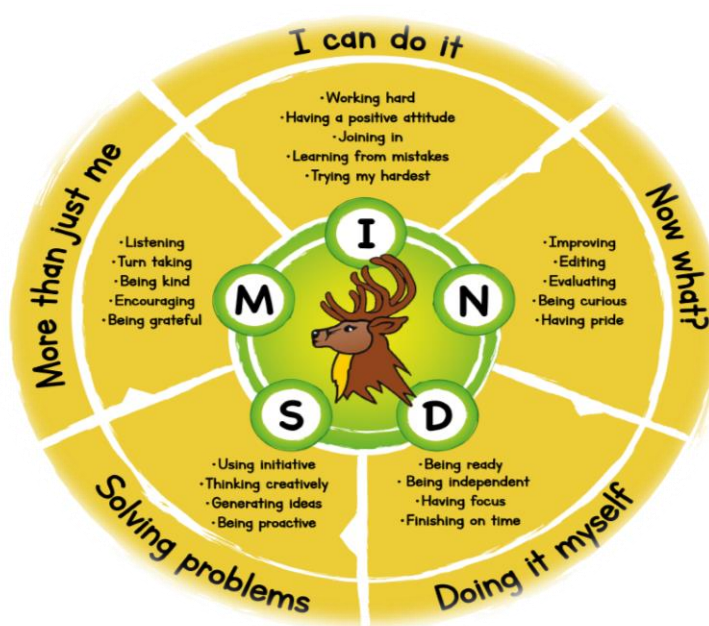 I can do it
·Working hard
·Having a positive attitude
·Joining in
·Learning from mistakes
·Trying my hardest
I
Now what?
·Improving
·Editing
·Evaluating
·Being curious
·Having pride
N
Doing it myself
·Being ready
·Being independent
·Having focus
·Finishing on time
D
Solving problems
·Using initiative
·Thinking creatively
·Generating ideas
·Being proactive
S
More than just me
·Listening
·Turn taking
·Being kind
·Encouraging
·Being grateful
M